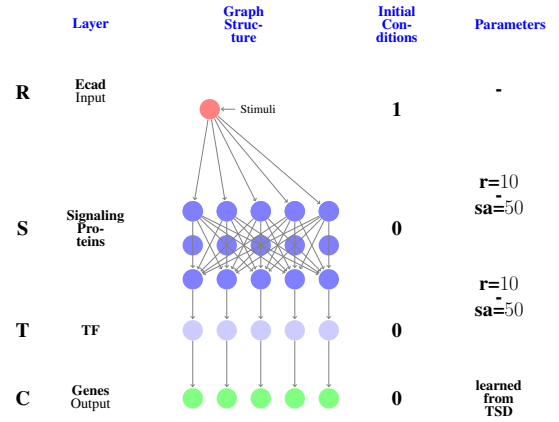 Layer
Graph
Struc-
ture
Initial
Con-
ditions
Parameters
R
Ecad
Input
Stimuli
1
-
S
Signaling
Pro-
teins
0
r=10
-
sa=50
r=10
-
sa=50
T
TF
0
C
Genes
Output
0
learned
from
TSD